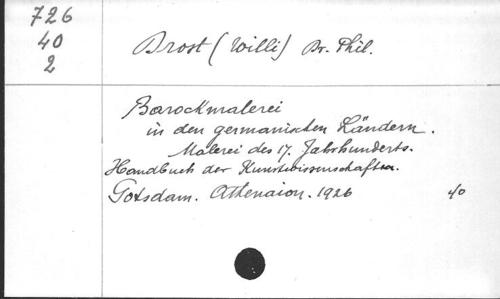 726
40
2
Drost (Willi) Dr. Phil.
Barockmalerei
in den germanischen Ländern.
Malerei des 17. Jahrhunderts.
Handbuch der Kunstwissenschaften.
Potsdam. Athenaion. 1926 40